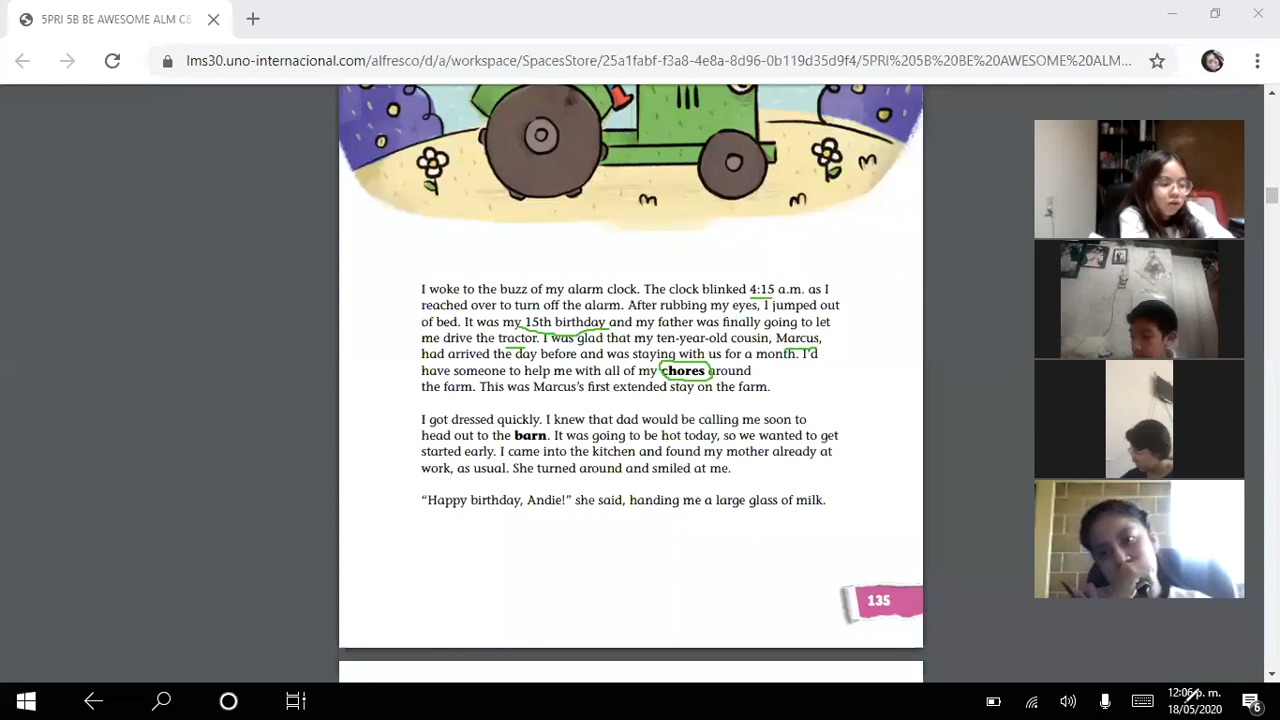 5PRI 5B BE AWESOME ALM C8
lms30.uno-internacional.com/alfresco/d/a/workspace/SpacesStore/25a1fabf-f3a8-4e8a-8d96-0b119d35d9f4/5PRI%205B%20BE%20AWESOME%20ALM...
I woke to the buzz of my alarm clock. The clock blinked 4:15 a.m. as I
reached over to turn off the alarm. After rubbing my eyes, I jumped out
of bed. It was my 15th birthday and my father was finally going to let
me drive the tractor. I was glad that my ten-year-old cousin, Marcus,
had arrived the day before and was staying with us for a month. I'd
have someone to help me with all of my chores around
the farm. This was Marcus's first extended stay on the farm.
I got dressed quickly. I knew that dad would be calling me soon to
head out to the barn. It was going to be hot today, so we wanted to get
started early. I came into the kitchen and found my mother already at
work, as usual. She turned around and smiled at me.
“Happy birthday, Andie!” she said, handing me a large glass of milk.
135
12:06 p. m.
18/05/2020
6